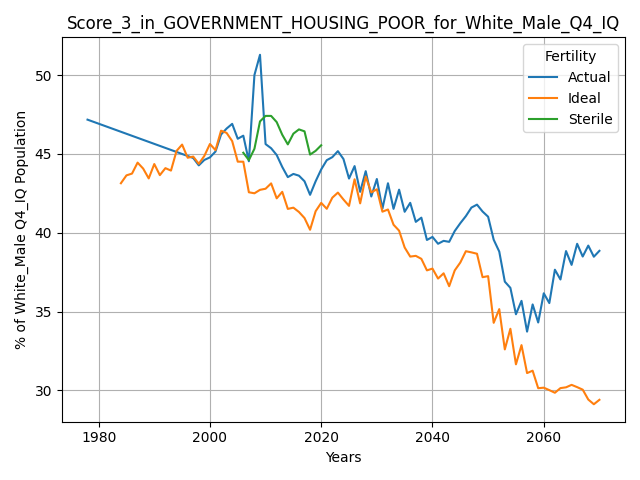 Score_3_in_GOVERNMENT_HOUSING_POOR_for_White_Male_Q4_IQ
Fertility
Actual
Ideal
Sterile
% of White_Male Q4_IQ Population
50
45
40
35
30
1980
2000
2020
2040
2060
Years